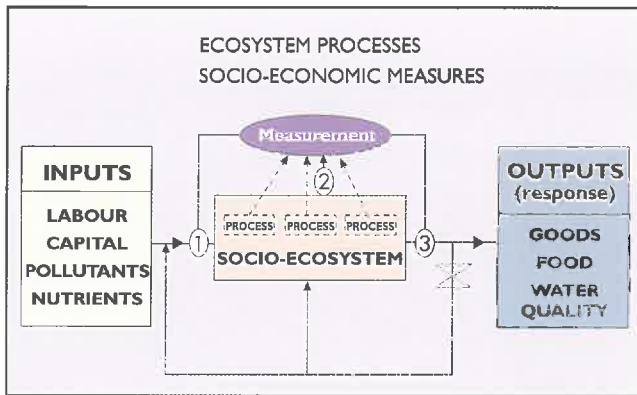 ECOSYSTEM PROCESSES
SOCIO-ECONOMIC MEASURES
Measurement
INPUTS
LABOUR
CAPITAL
POLLUTANTS
NUTRIENTS
1
2
3
PROCESS PROCESS PROCESS
SOCIO-ECOSYSTEM
OUTPUTS
(response)
GOODS
FOOD
WATER
QUALITY